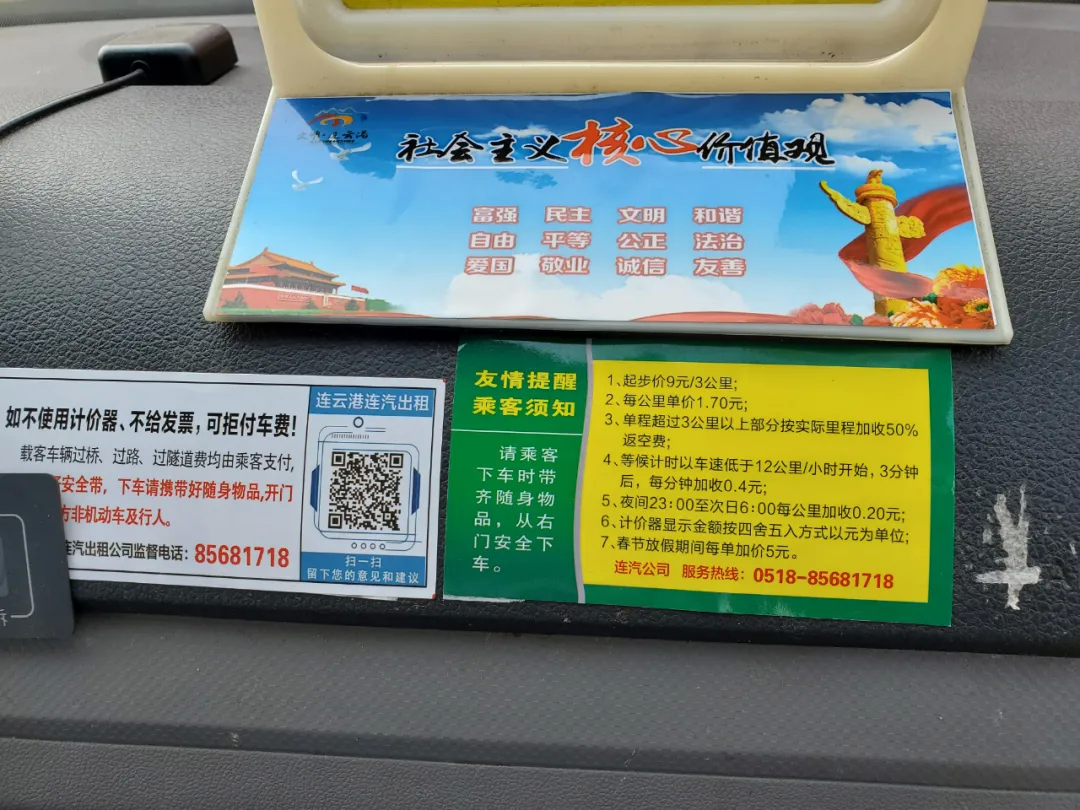 社会主义核心价值观
富强 民主 文明 和谐
自由 平等 公正 法治
爱国 敬业 诚信 友善
如不使用计价器、不给发票,可拒付车费!
载客车辆过桥、过路、过隧道费均由乘客支付,
安全带,下车请携带好随身物品,开门
方非机动车及行人。
连汽出租公司监督电话:85681718
连云港连汽出租
扫一扫
留下您的意见和建议
友情提醒
乘客须知
请乘客
下车时带
齐随身物
品,从右
门安全下
车。
1、起步价9元/3公里;
2、每公里单价1.70元;
3、单程超过3公里以上部分按实际里程加收50%
返空费;
4、等候计时以车速低于12公里/小时开始,3分钟
后,每分钟加收0.4元;
5、夜间23:00至次日6:00每公里加收0.20元;
6、计价器显示金额按四舍五入方式以元为单位;
7、春节放假期间每单加价5元。
连汽公司 服务热线:0518-85681718